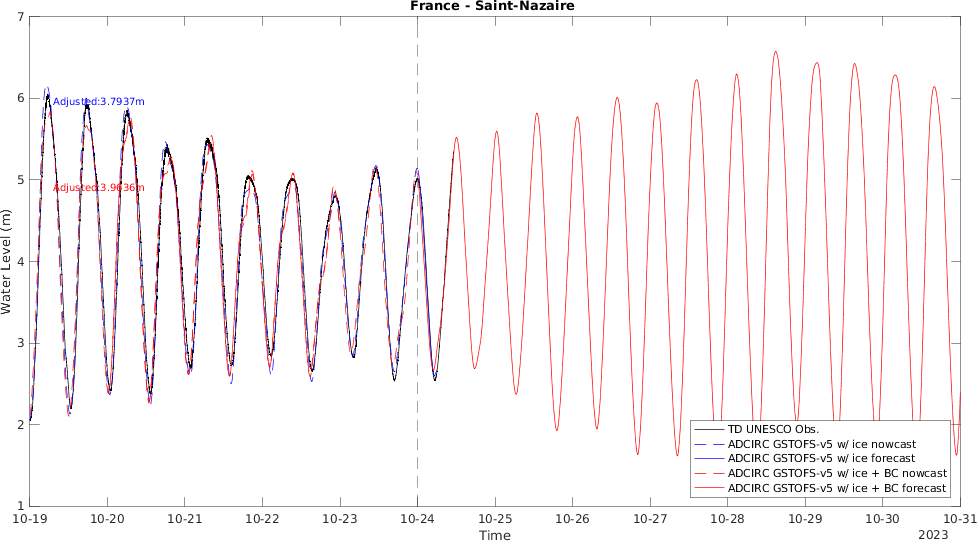 France - Saint-Nazaire
7
6
5
4
3
2
1
Water Level (m)
Adjusted:3.7937m
Adjusted:3.9636m
TD UNESCO Obs.
ADCIRC GSTOFS-v5 w/ ice nowcast
ADCIRC GSTOFS-v5 w/ ice forecast
ADCIRC GSTOFS-v5 w/ ice + BC nowcast
ADCIRC GSTOFS-v5 w/ ice + BC forecast
10-19 10-20 10-21 10-22 10-23 10-24 10-25 10-26 10-27 10-28 10-29 10-30 10-31
Time
2023